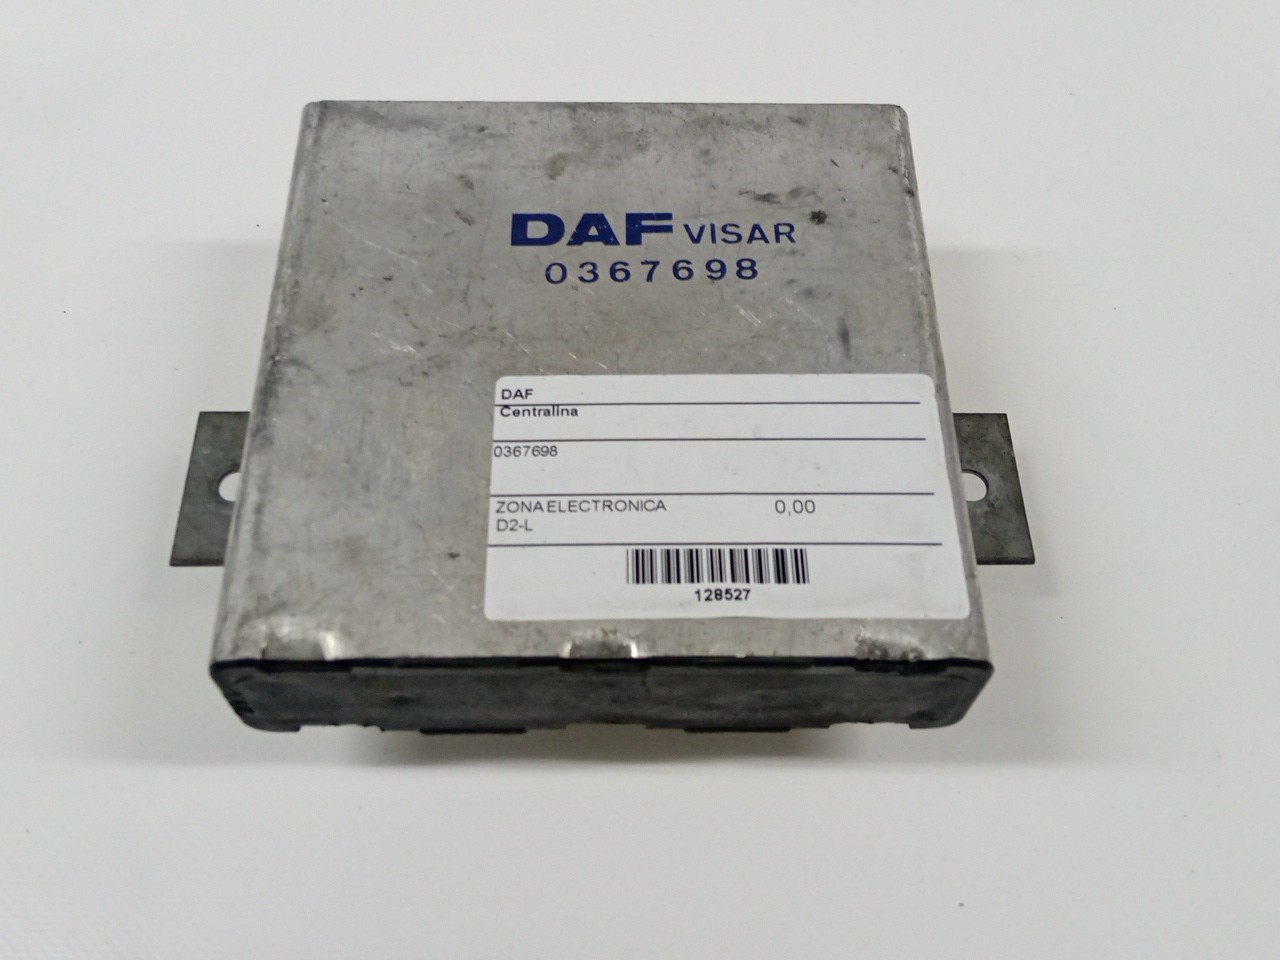 DAF VISAR
0367698
DAF
Centralina
0367698
ZONA ELECTRONICA 0,00
D2-L
128527